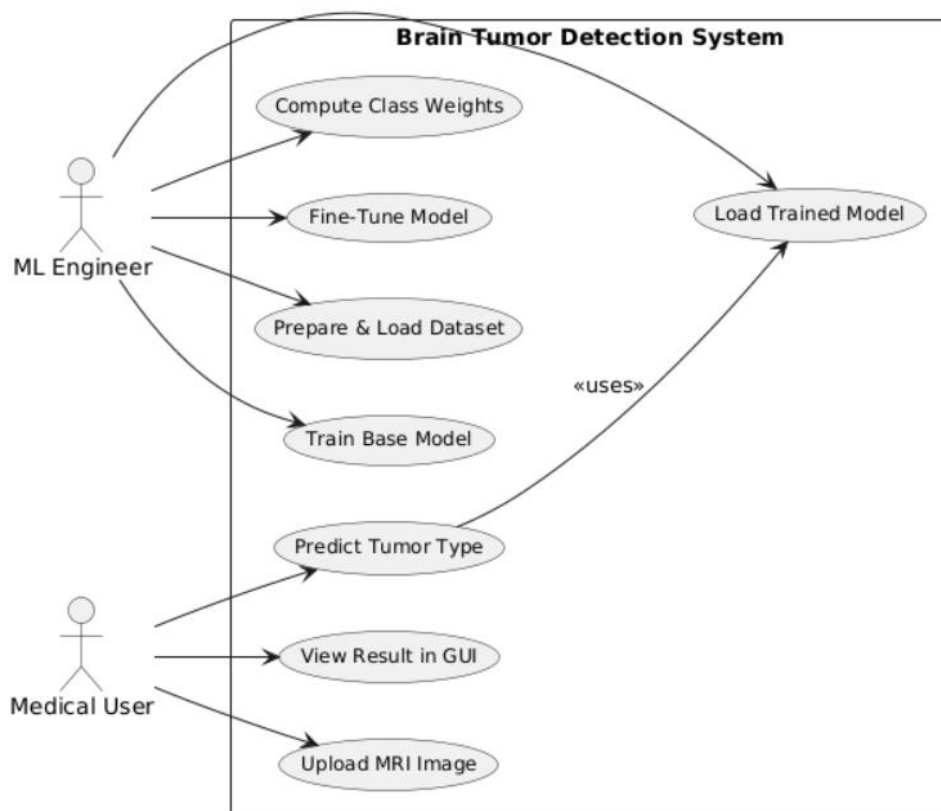 Brain Tumor Detection System
Compute Class Weights
Fine-Tune Model
Load Trained Model
ML Engineer
Prepare & Load Dataset
«uses»
Train Base Model
Predict Tumor Type
View Result in GUI
Medical User
Upload MRI Image